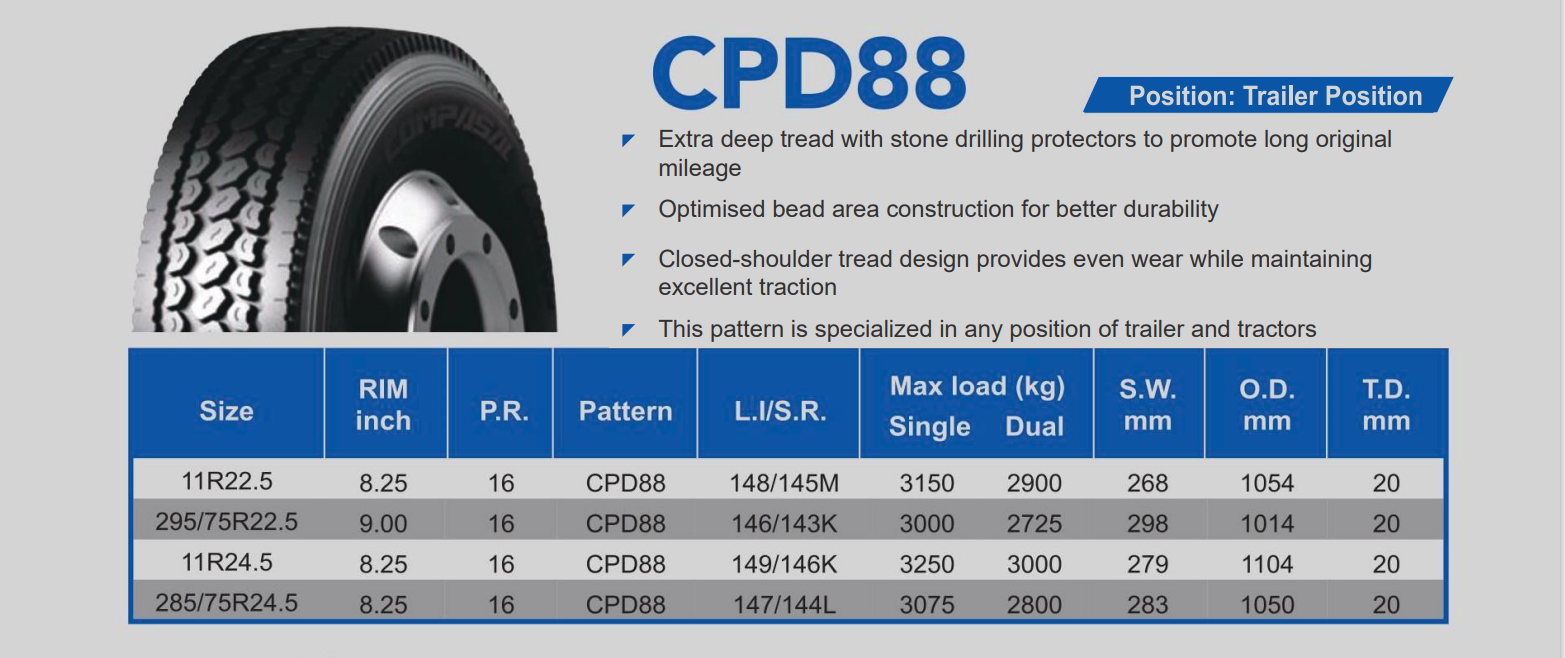 COMPASAL
CPD88
Position: Trailer Position
Extra deep tread with stone drilling protectors to promote long original
mileage
Optimised bead area construction for better durability
Closed-shoulder tread design provides even wear while maintaining
excellent traction
This pattern is specialized in any position of trailer and tractors
Size RIM inch P.R. Pattern L.I/S.R. Max load (kg) Single Dual S.W. mm O.D. mm T.D. mm
11R22.5 8.25 16 CPD88 148/145M 3150 2900 268 1054 20
295/75R22.5 9.00 16 CPD88 146/143K 3000 2725 298 1014 20
11R24.5 8.25 16 CPD88 149/146K 3250 3000 279 1104 20
285/75R24.5 8.25 16 CPD88 147/144L 3075 2800 283 1050 20